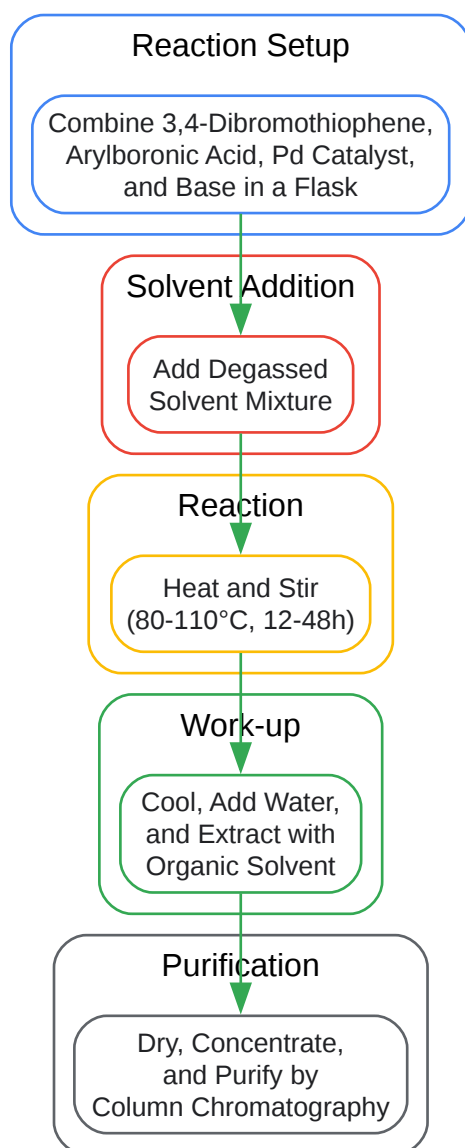 Reaction Setup
Combine 3,4-Dibromothiophene,
Arylboronic Acid, Pd Catalyst,
and Base in a Flask
Solvent Addition
Add Degassed
Solvent Mixture
Reaction
Heat and Stir
(80-110°C, 12-48h)
Work-up
Cool, Add Water,
and Extract with
Organic Solvent
Purification
Dry, Concentrate,
and Purify by
Column Chromatography